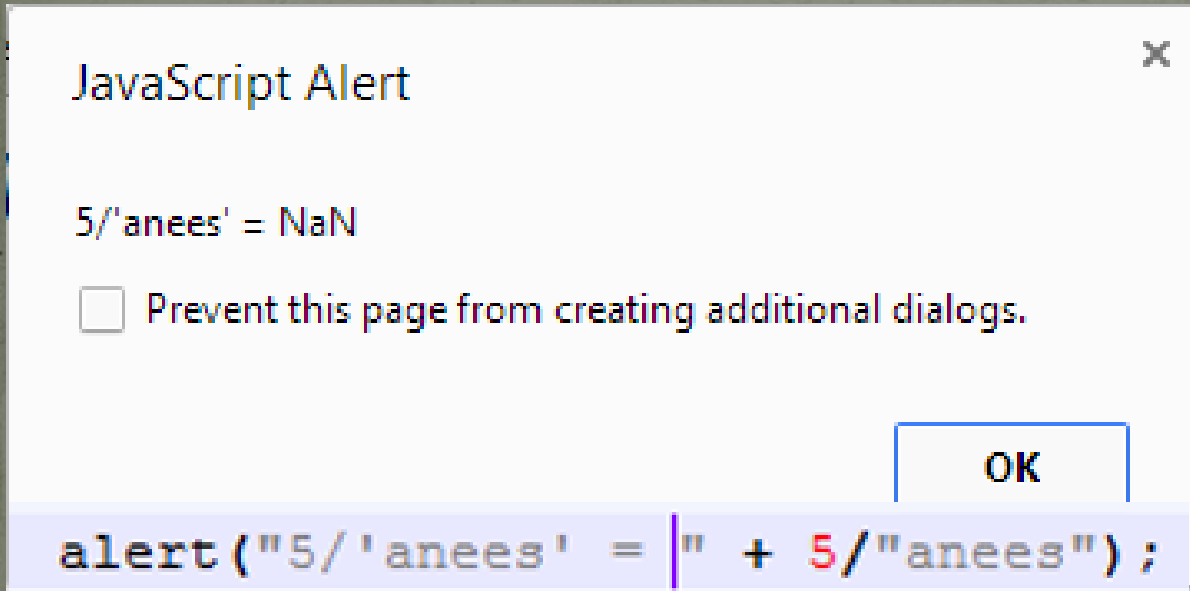 JavaScript Alert
5/'anees' = NaN
Prevent this page from creating additional dialogs.
OK
alert("5/'anees' = " + 5/"anees");